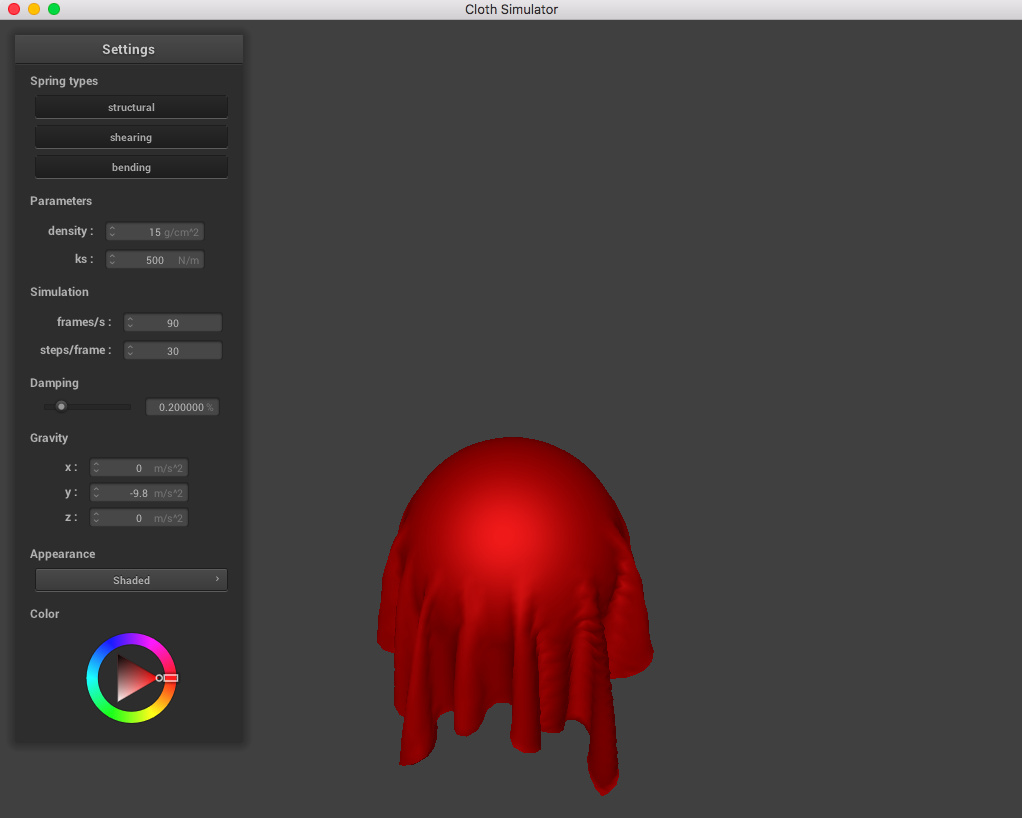 Cloth Simulator
Settings
Spring types
structural
shearing
bending
Parameters
density : 15 g/cm^2
ks : 500 N/m
Simulation
frames/s : 90
steps/frame : 30
Damping
0.200000 %
Gravity
x : 0 m/s^2
y : -9.8 m/s^2
z : 0 m/s^2
Appearance
Shaded
Color